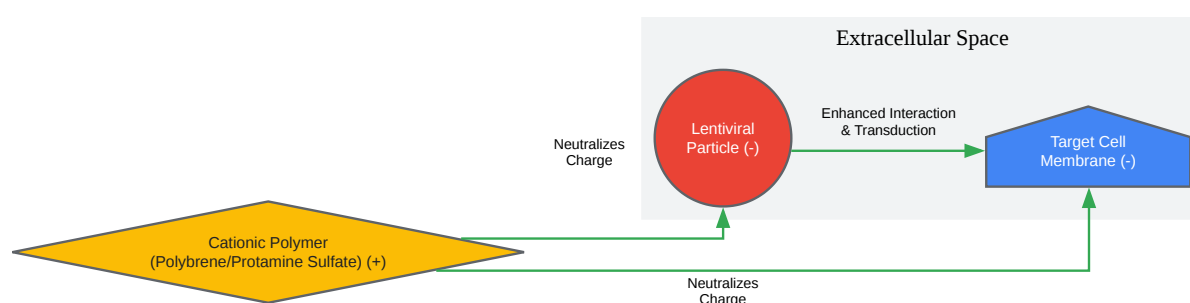 Extracellular Space
Enhanced Interaction
& Transduction
Lentiviral
Particle (-)
Neutralizes
Charge
Target Cell
Membrane (-)
Cationic Polymer
(Polybrene/Protamine Sulfate) (+)
Neutralizes
Charge